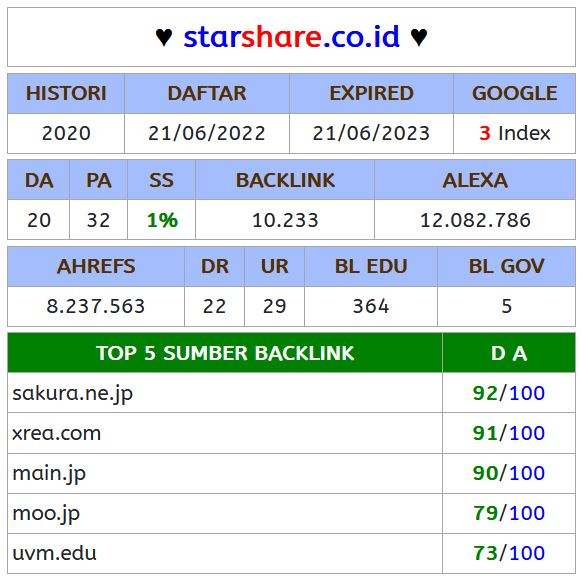 ♥ starshare.co.id ♥
HISTORI DAFTAR EXPIRED GOOGLE
2020 21/06/2022 21/06/2023 3 Index
DA PA SS BACKLINK ALEXA
20 32 1% 10.233 12.082.786
AHREFS DR UR BL EDU BL GOV
8.237.563 22 29 364 5
TOP 5 SUMBER BACKLINK D A
sakura.ne.jp 92/100
xrea.com 91/100
main.jp 90/100
moo.jp 79/100
uvm.edu 73/100